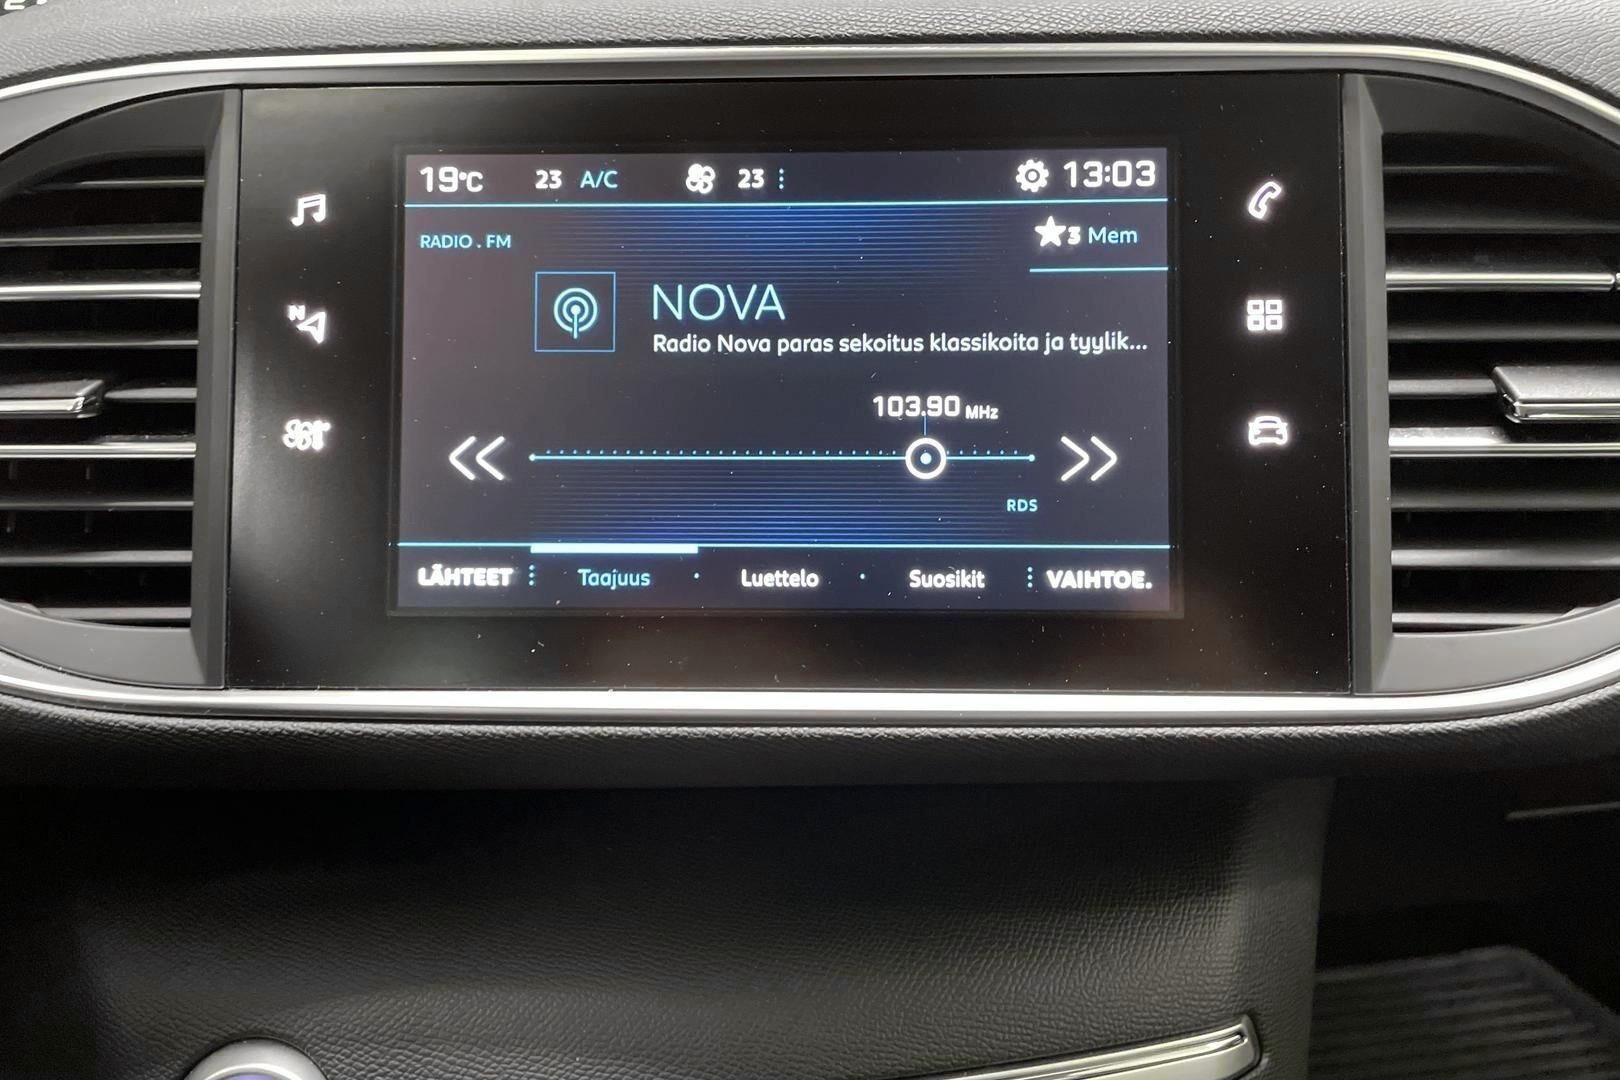 19°C 23 A/C 23 13:03
RADIO . FM
3 Mem
NOVA
Radio Nova paras sekoitus klassikoita ja tyylik...
N
103.90 MHz
RDS
LÄHTEET Taajuus Luettelo Suosikit VAIHTOE.